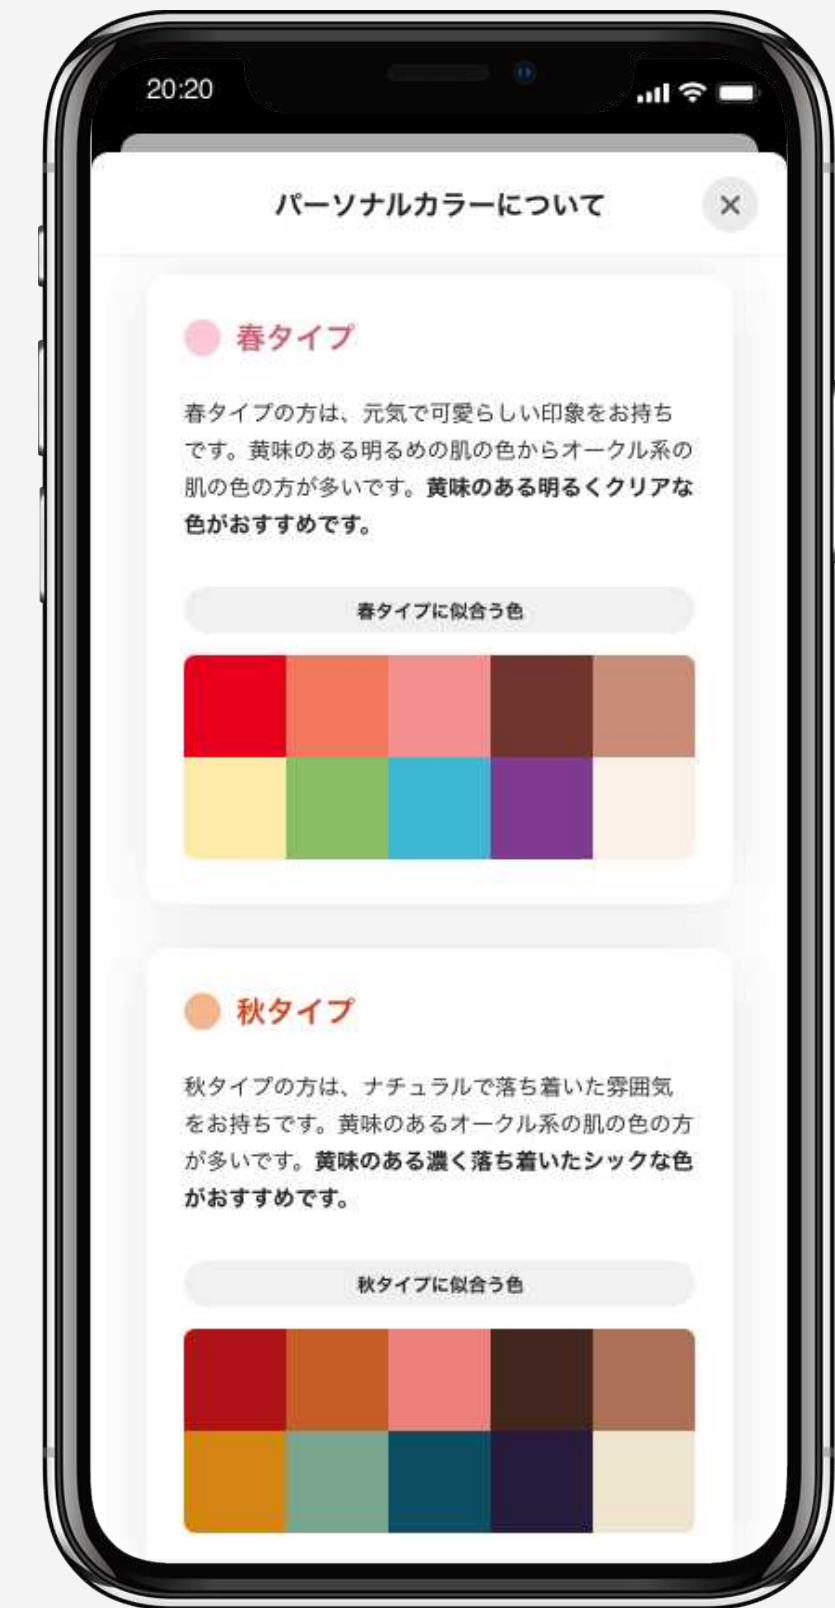 20:20
パーソナルカラーについて
春タイプ
春タイプの方は、元気で可愛らしい印象をお持ち
です。黄味のある明るめの肌の色からオークル系の
肌の色の方が多いです。黄味のある明るくクリアな
色がおすすめです。
春タイプに似合う色
秋タイプ
秋タイプの方は、ナチュラルで落ち着いた雰囲気
をお持ちです。黄味のあるオークル系の肌の色の方
が多いです。黄味のある濃く落ち着いたシックな色
がおすすめです。
秋タイプに似合う色